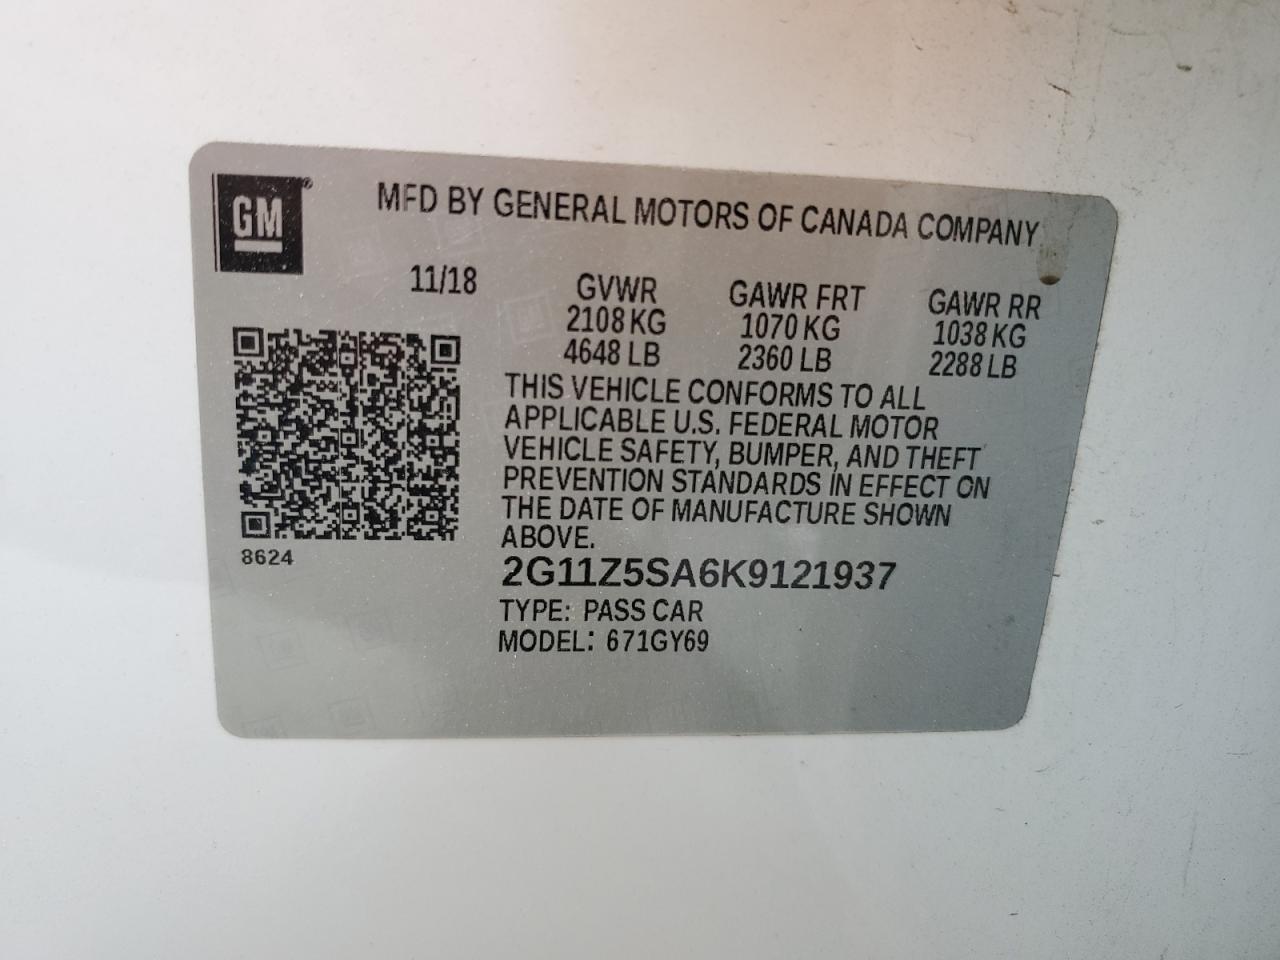 GM®
MFD BY GENERAL MOTORS OF CANADA COMPANY
11/18 GVWR GAWR FRT GAWR RR
2108 KG 1070 KG 1038 KG
4648 LB 2360 LB 2288 LB
THIS VEHICLE CONFORMS TO ALL
APPLICABLE U.S. FEDERAL MOTOR
VEHICLE SAFETY, BUMPER, AND THEFT
PREVENTION STANDARDS IN EFFECT ON
THE DATE OF MANUFACTURE SHOWN
ABOVE.
8624
2G11Z5SA6K9121937
TYPE: PASS CAR
MODEL: 671GY69